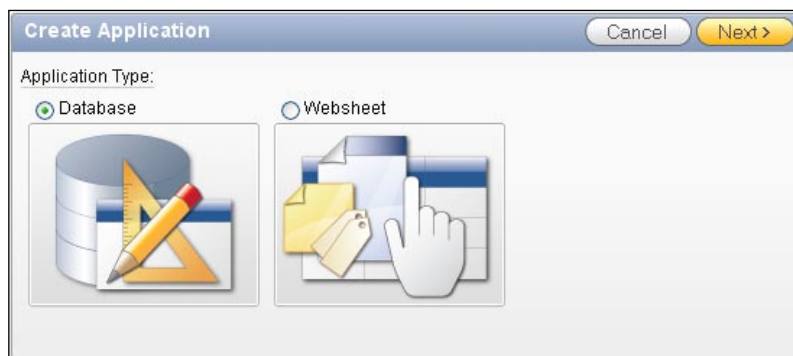 Create Application
Cancel
Next >
Application Type:
Database
Websheet